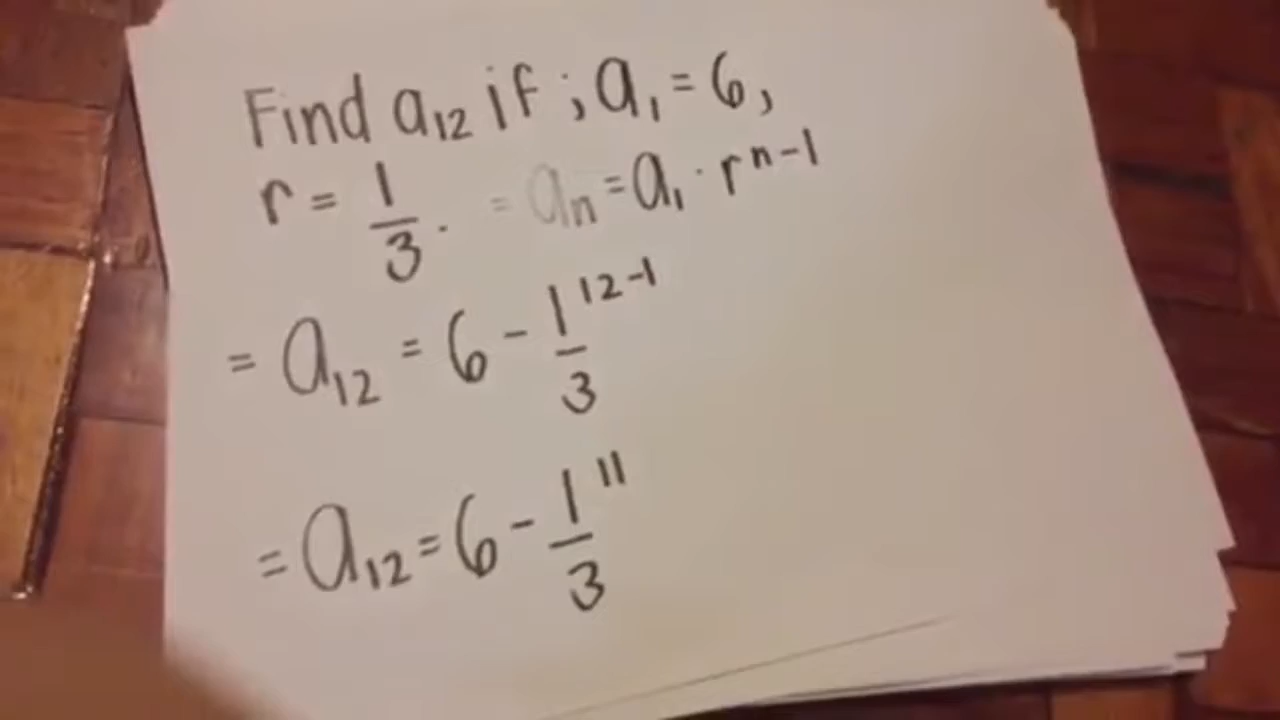 Find a₁₂ if ; a₁ = 6,
r = 1/3 . = aₙ = a₁ · rⁿ⁻¹
= a₁₂ = 6 - 1/3 ¹²⁻¹
= a₁₂ = 6 - 1/3 ¹¹